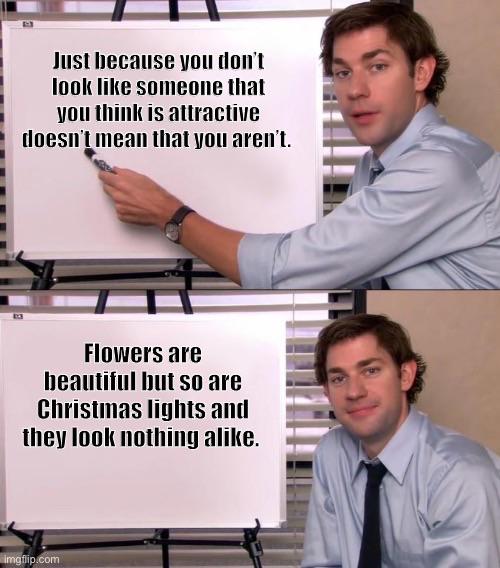 Just because you don't
look like someone that
you think is attractive
doesn't mean that you aren't.
Flowers are
beautiful but so are
Christmas lights and
they look nothing alike.
imgflip.com